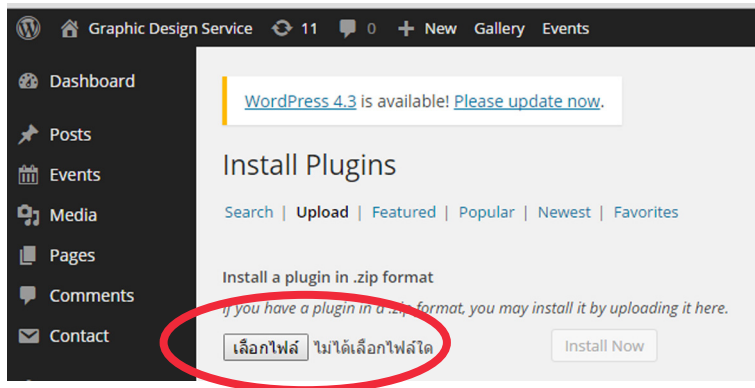 Graphic Design Service 11 0 + New Gallery Events
Dashboard
WordPress 4.3 is available! Please update now.
Posts
Install Plugins
Events
Search | Upload | Featured | Popular | Newest | Favorites
Media
Pages
Install a plugin in .zip format
Comments
If you have a plugin in a .zip format, you may install it by uploading it here.
Contact
เลือกไฟล์ ไม่ได้เลือกไฟล์ใด Install Now